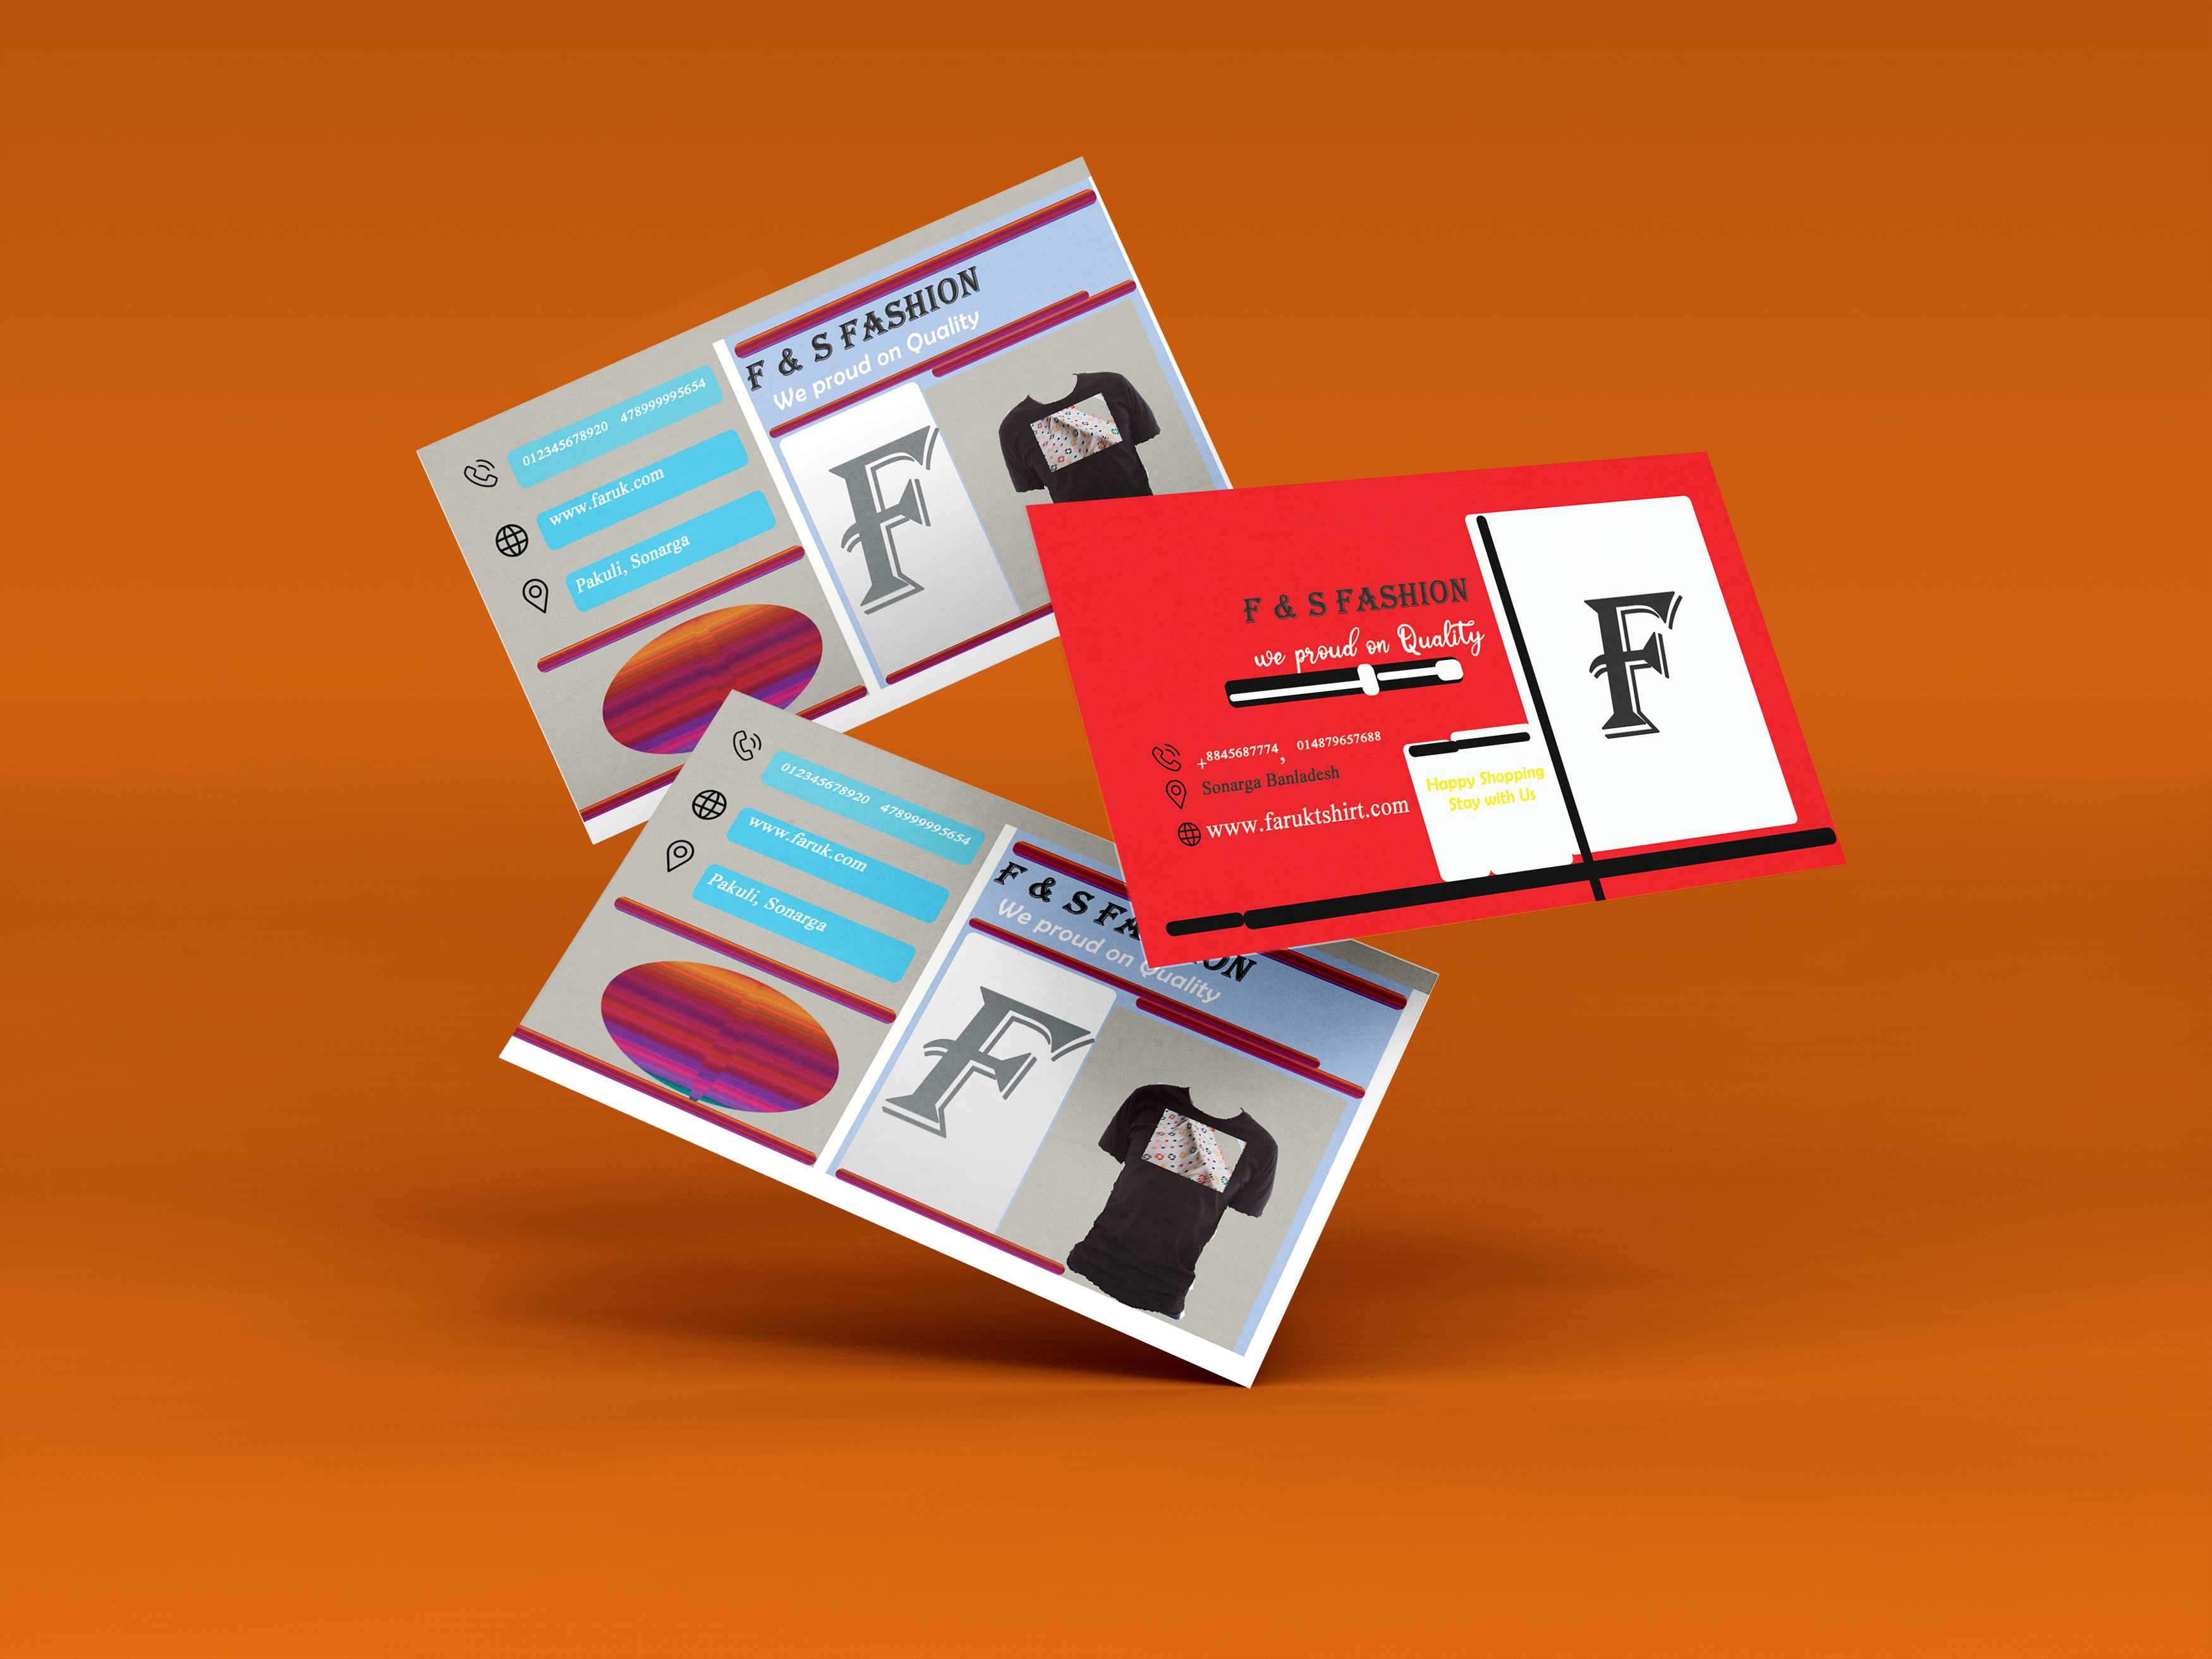 F & S FASHION
We proud on Quality
012345678920 478999995654
www.faruk.com
Pakuli, Sonarga
F
F & S FASHION
we proud on Quality
+8845687774, 014879657688
Sonarga Banladesh
www.faruktshirt.com
Happy Shopping
Stay with Us
F
012345678920 478999995654
www.faruk.com
Pakuli, Sonarga
F & S FASHION
We proud on Quality
F